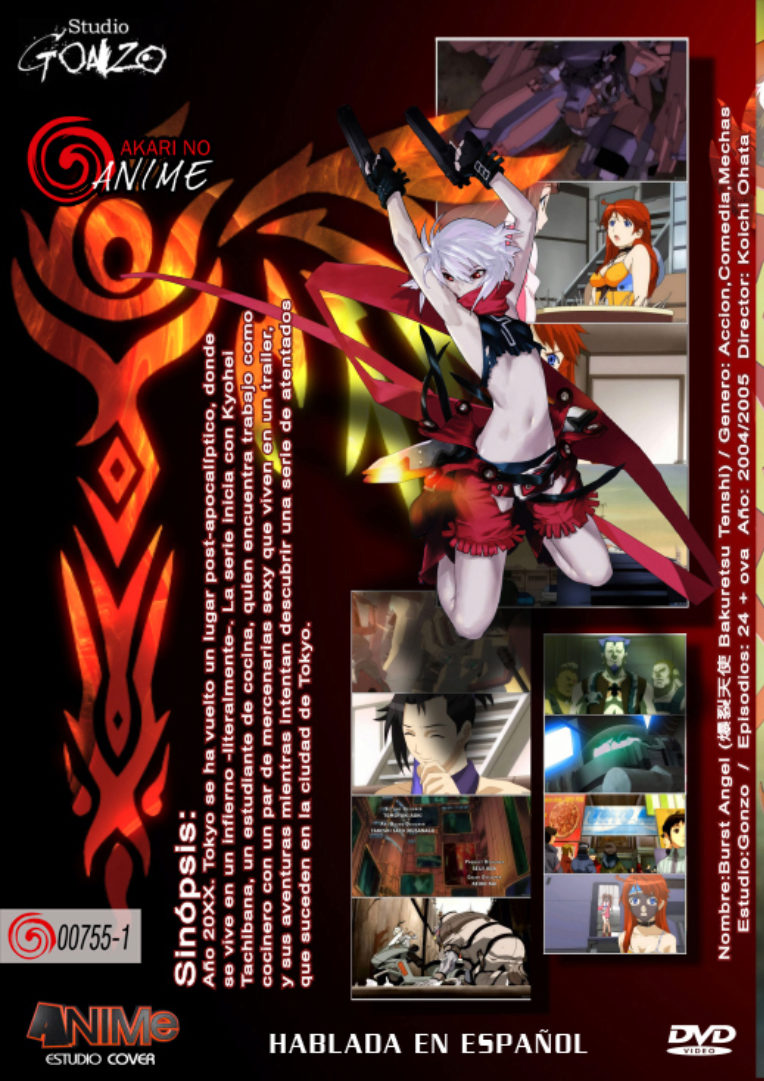 Studio
GONZO
AKARI NO
ANIME
Sinópsis:
Año 20XX, Tokyo se ha vuelto un lugar post-apocalíptico, donde
se vive en un Infierno -literalmente-. La serie inicia con Kyohei
Tachibana, un estudiante de cocina, quien encuentra trabajo como
cocinero con un par de mercenarias sexy que viven en un trailer,
y sus aventuras mientras Intentan descubrir una serie de atentados
que suceden en la ciudad de Tokyo.
Nombre:Burst Angel (爆裂天使 Bakuretsu Tenshi) / Genero: Accion,Comedia,Mechas
Estudio:Gonzo / Episodios: 24 + ova Año: 2004/2005 Director: Koichi Ohata
00755-1
ANIMe
ESTUDIO COVER
HABLADA EN ESPAÑOL
DVD
VIDEO